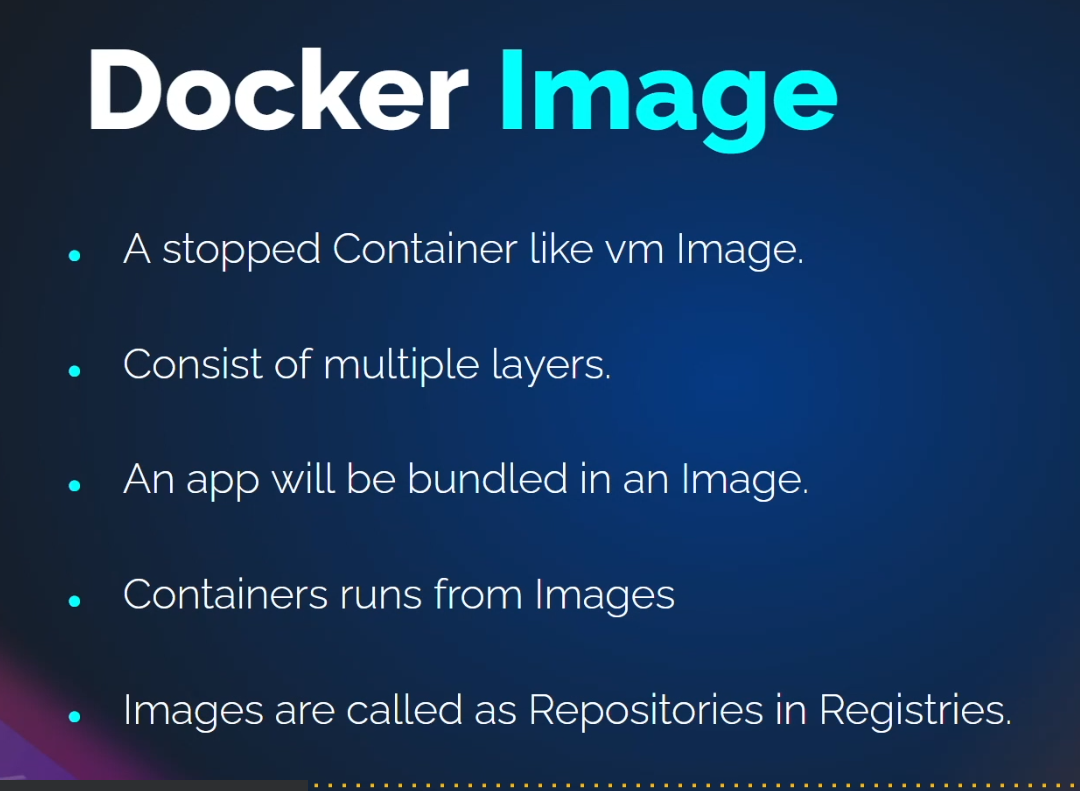 Docker Image
• A stopped Container like vm Image.
• Consist of multiple layers.
• An app will be bundled in an Image.
• Containers runs from Images
• Images are called as Repositories in Registries.